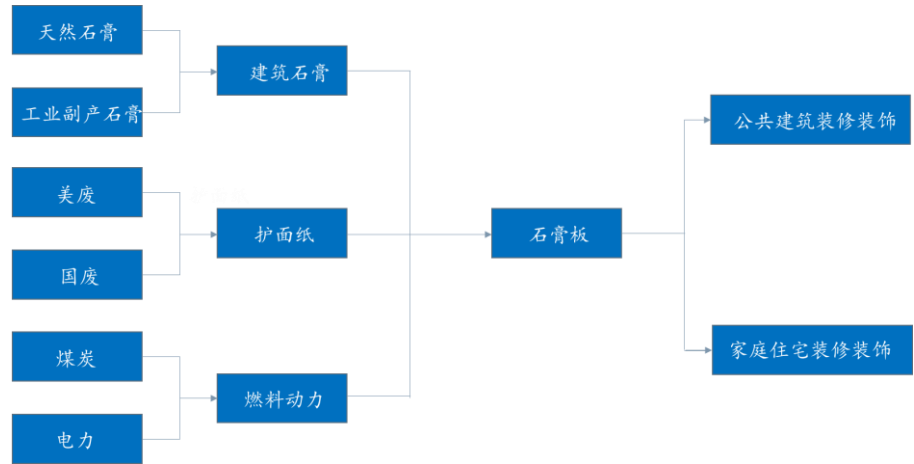 天然石膏
工业副产石膏
建筑石膏
美废
国废
护面纸
煤炭
电力
燃料动力
石膏板
公共建筑装修装饰
家庭住宅装修装饰